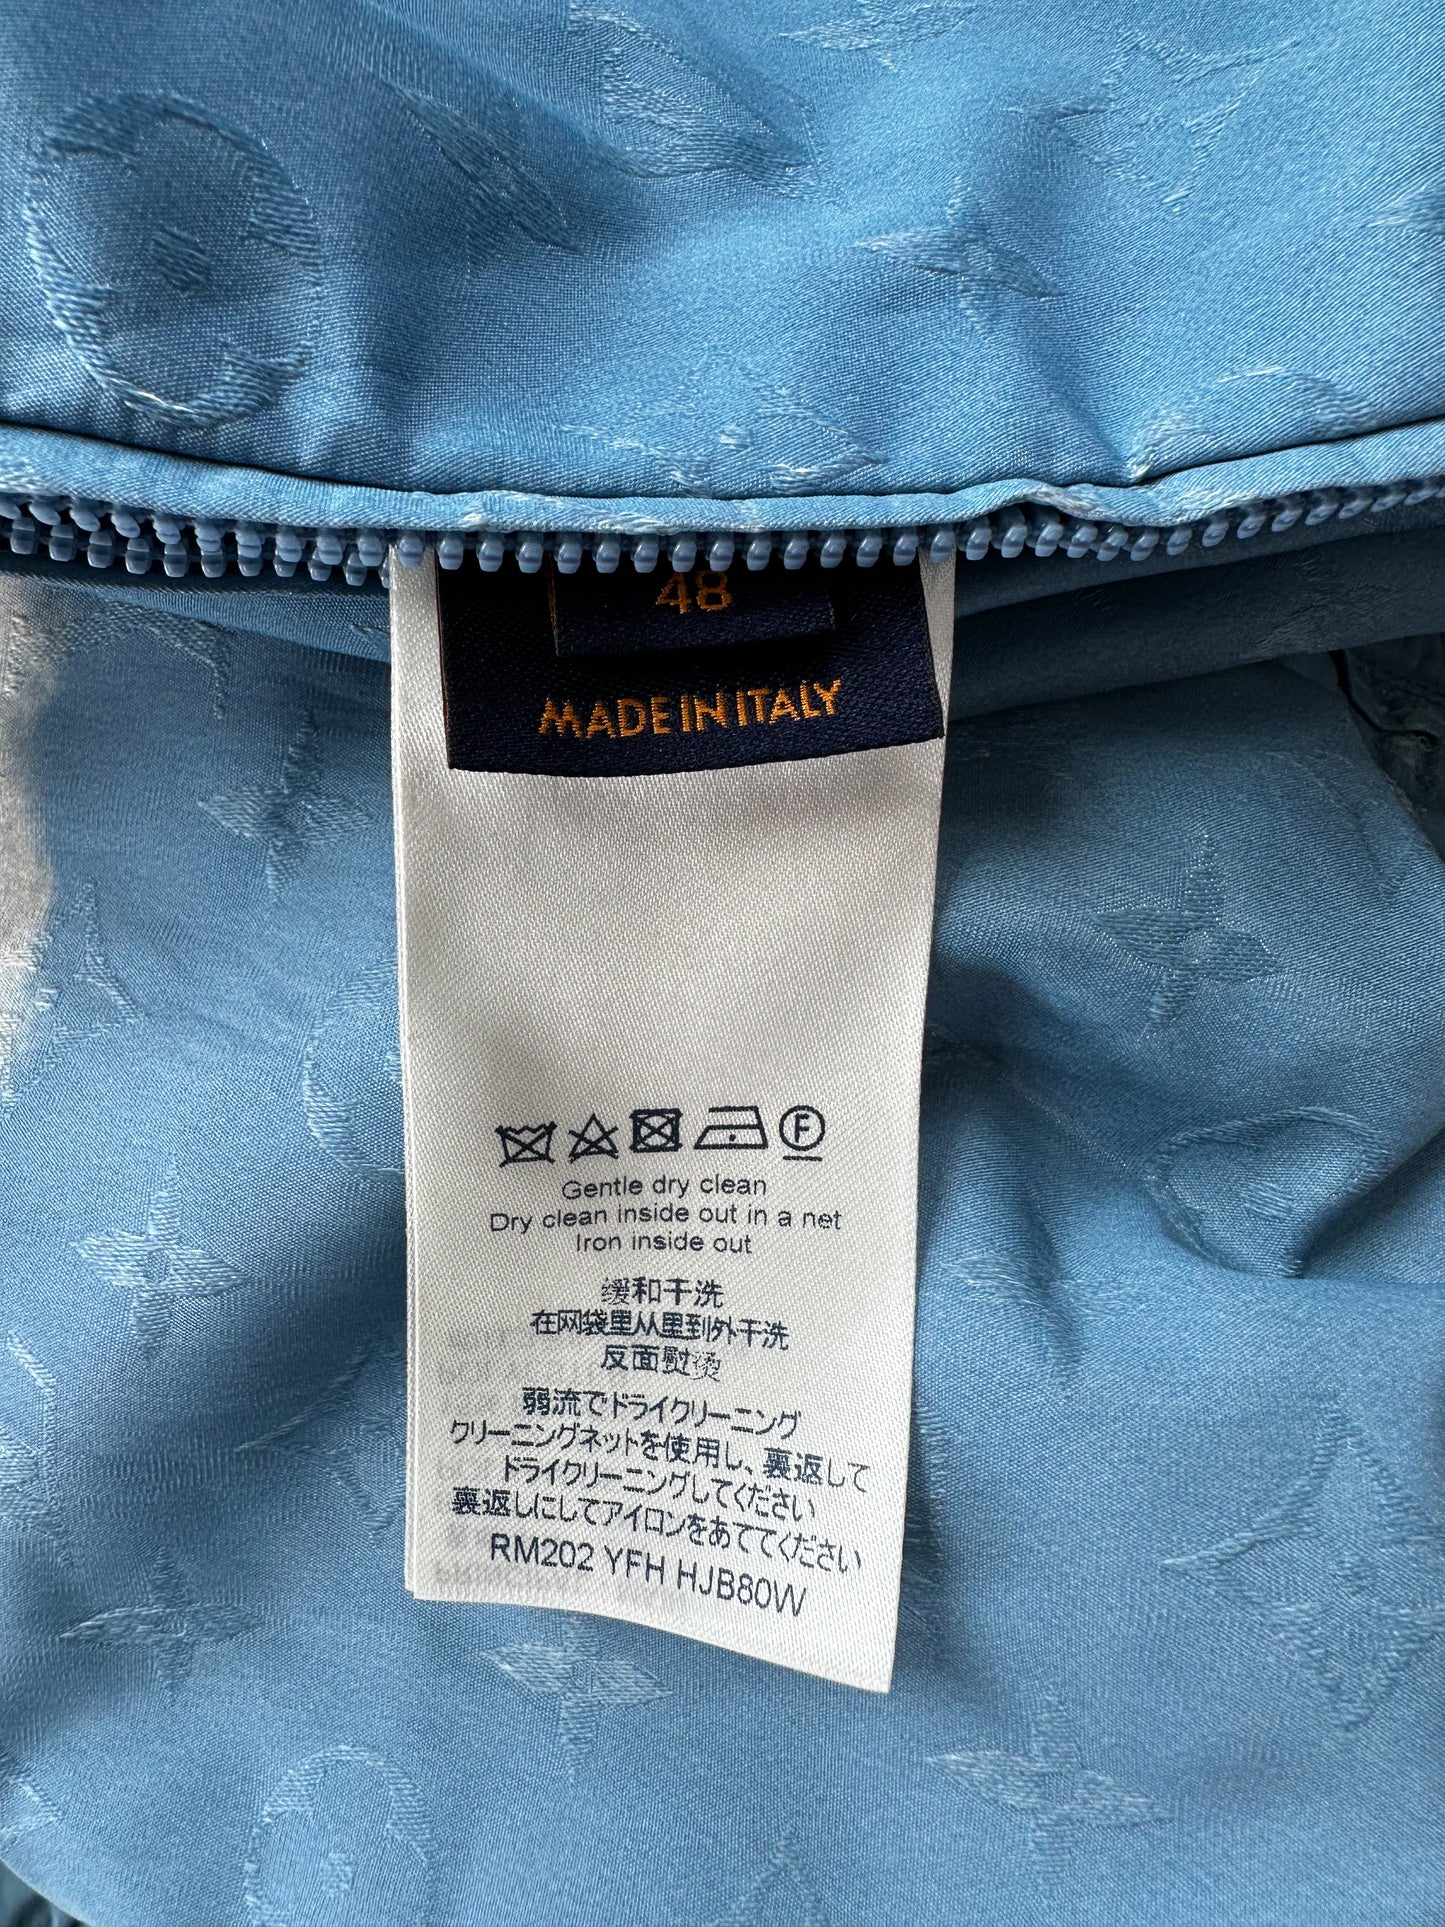 48
MADE IN ITALY
F
Gentle dry clean
Dry clean inside out in a net
Iron inside out
缓和干洗
在网袋里从里到外干洗
反面熨烫
弱流でドライクリーニング
クリーニングネットを使用し、裏返して
ドライクリーニングしてください
裏返しにしてアイロンをあててください
RM202 YFH HJB80W